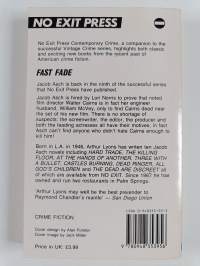 NO EXIT PRESS
No Exit Press Contemporary Crime, a companion to the
successful Vintage Crime series, highlights both classic
and exciting new books from the recent past of
American crime fiction.
FAST FADE
Jacob Asch is back in the ninth of the successful series
that No Exit Press have published.
Jacob Asch is hired by Lori Norris to prove that noted film
director Walter Cairns is in fact her engineer
husband, William McVey, only to find Cairns dead near
the set of his new film. There is no shortage of
suspects; the screenwriter, the editor, the producer and
both the leading actresses all have their motives, in fact
Asch can't find anyone who didn't hate Cairns enough to
kill him!
Born in L.A. in 1946, Arthur Lyons has written ten Jacob
Asch novels including HARD TRADE, THE KILLING
FLOOR, AT THE HANDS OF ANOTHER, THREE WITH
A BULLET, CASTLES BURNING, DEAD RINGER, ALL
GOD'S CHILDREN and THE DEAD ARE DISCREET all
of which are available from NO EXIT. Since 1967 he has
owned and run two restaurants in Palm Springs.
Arthur Lyons may well be the best pretender to
Raymond Chandler's mantle! — San Diego Union
CRIME FICTION
Cover design by Alan Forster
Cover image by Jack Miller
Price in UK: £3.99